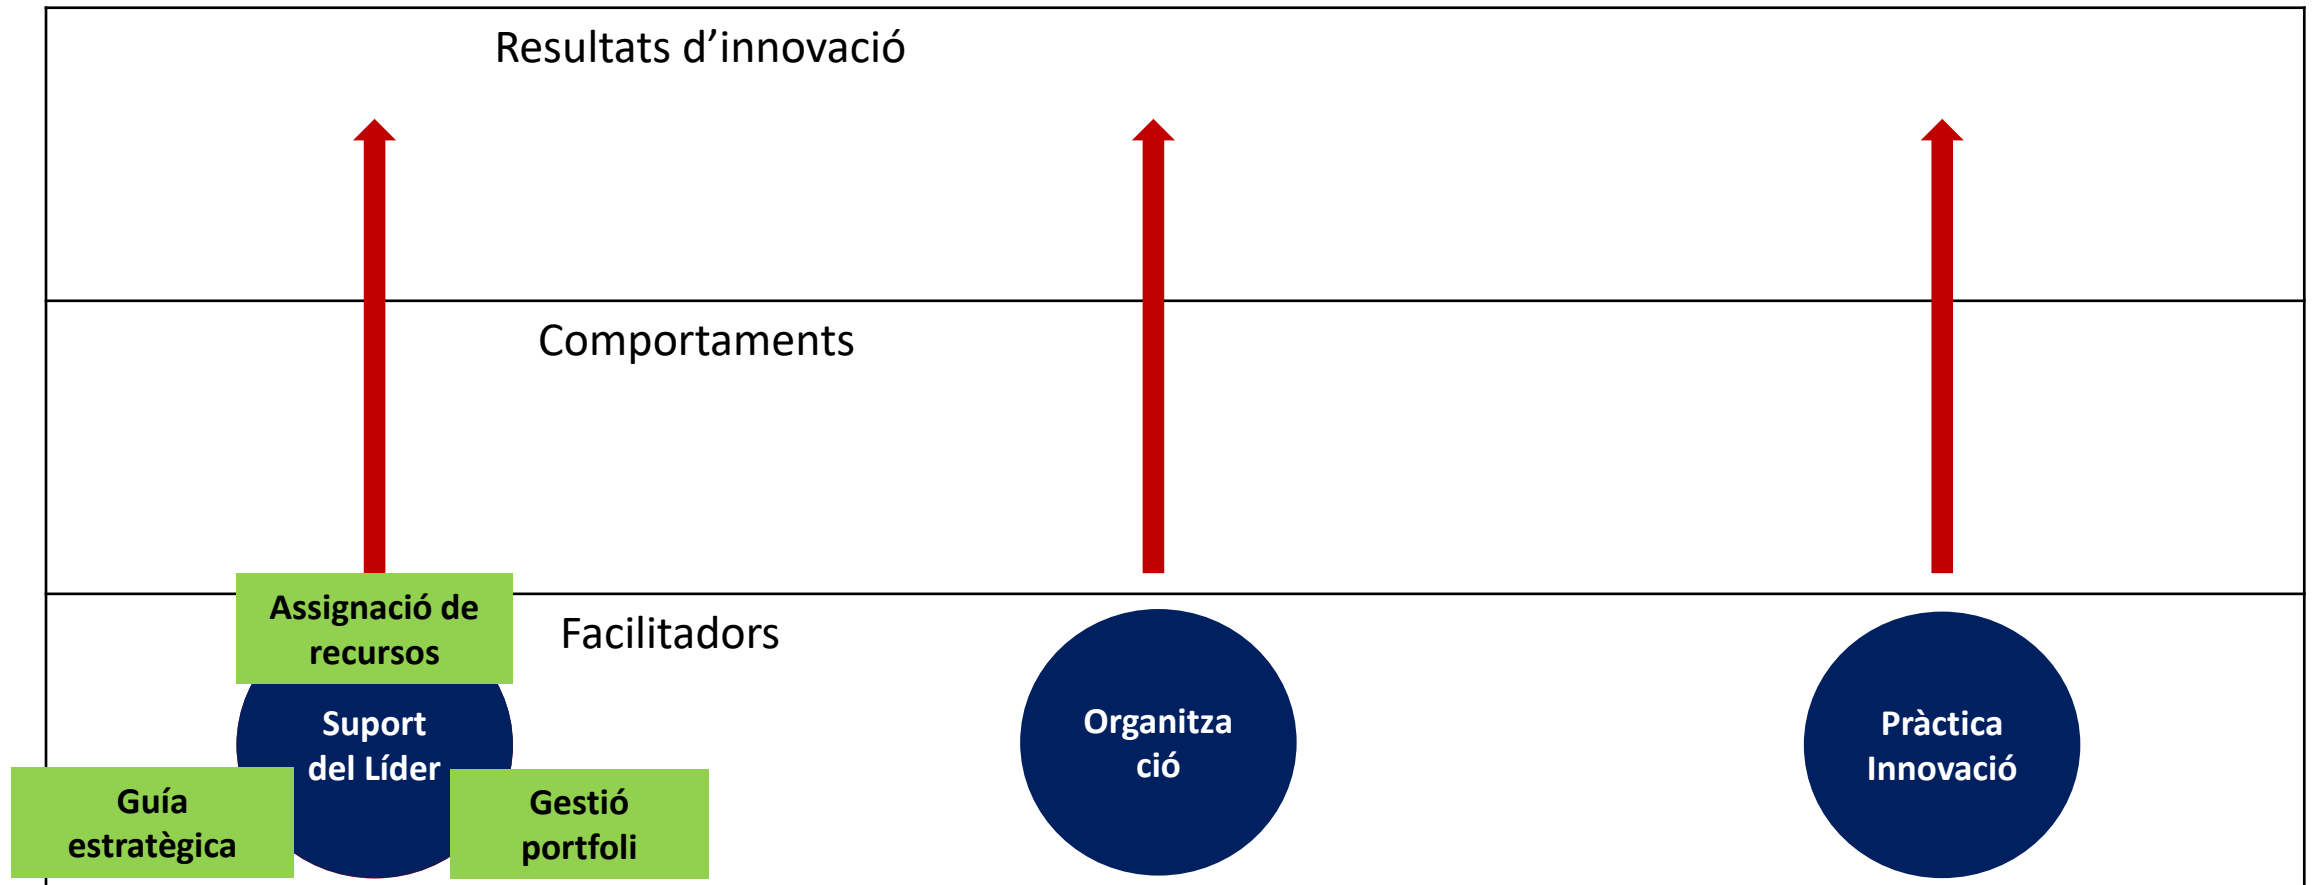 Resultats d’innovació
Comportaments
Facilitadors
Assignació de
recursos
Suport
del Líder
Guía
estratègica
Gestió
portfoli
Organitza
ció
Pràctica
Innovació